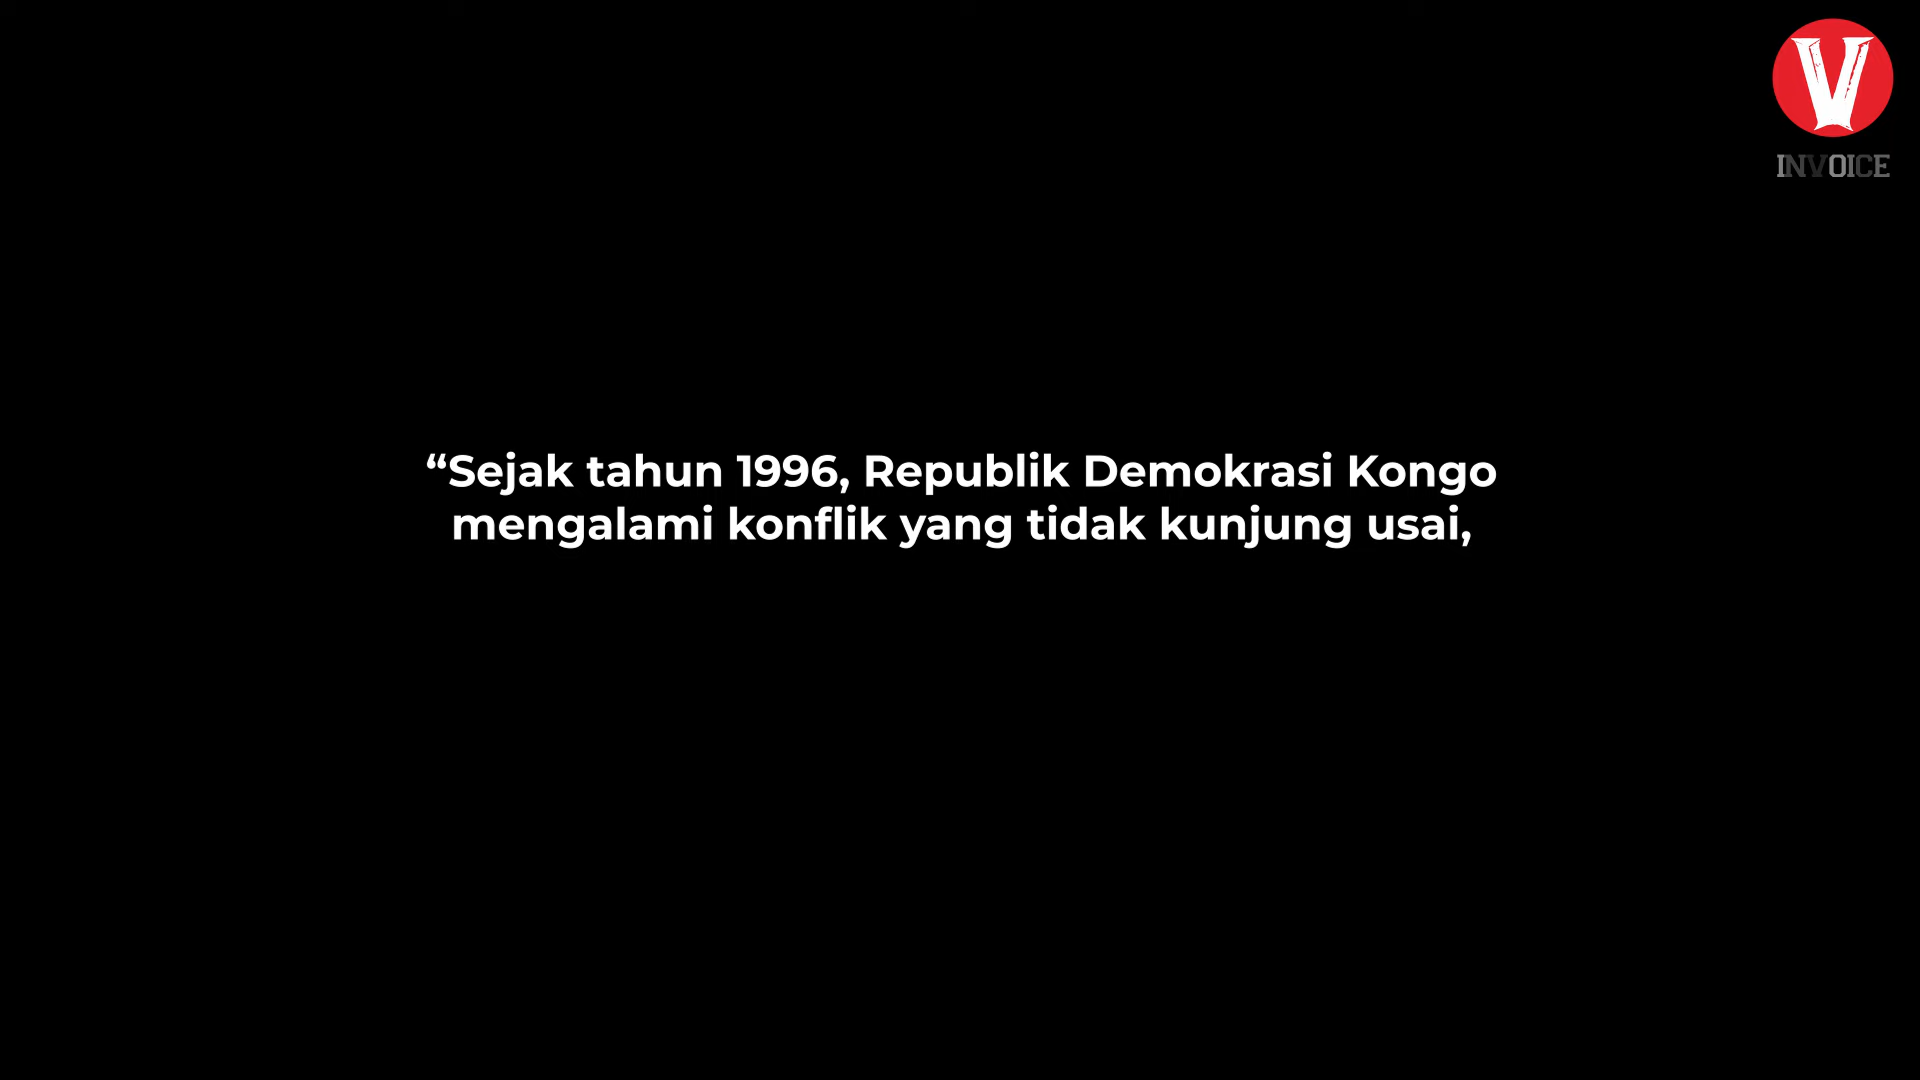 V
INVOICE
“Sejak tahun 1996, Republik Demokrasi Kongo
mengalami konflik yang tidak kunjung usai,